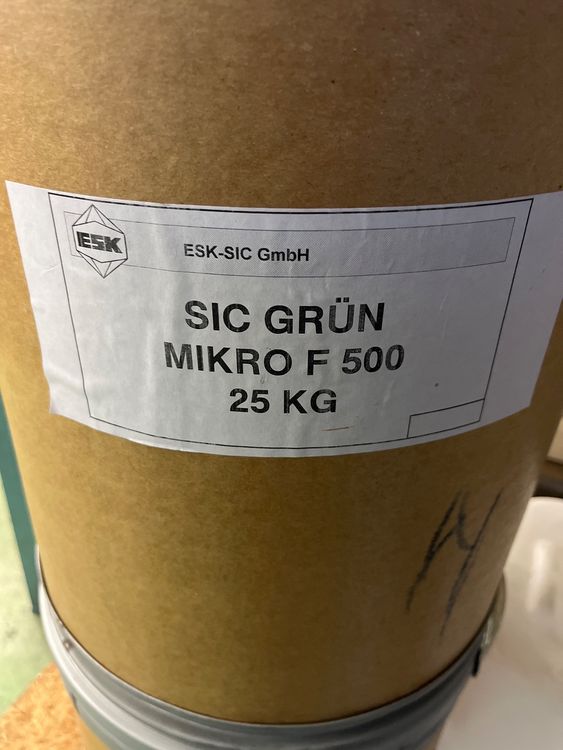 ESK
ESK-SIC GmbH
SIC GRÜN
MIKRO F 500
25 KG